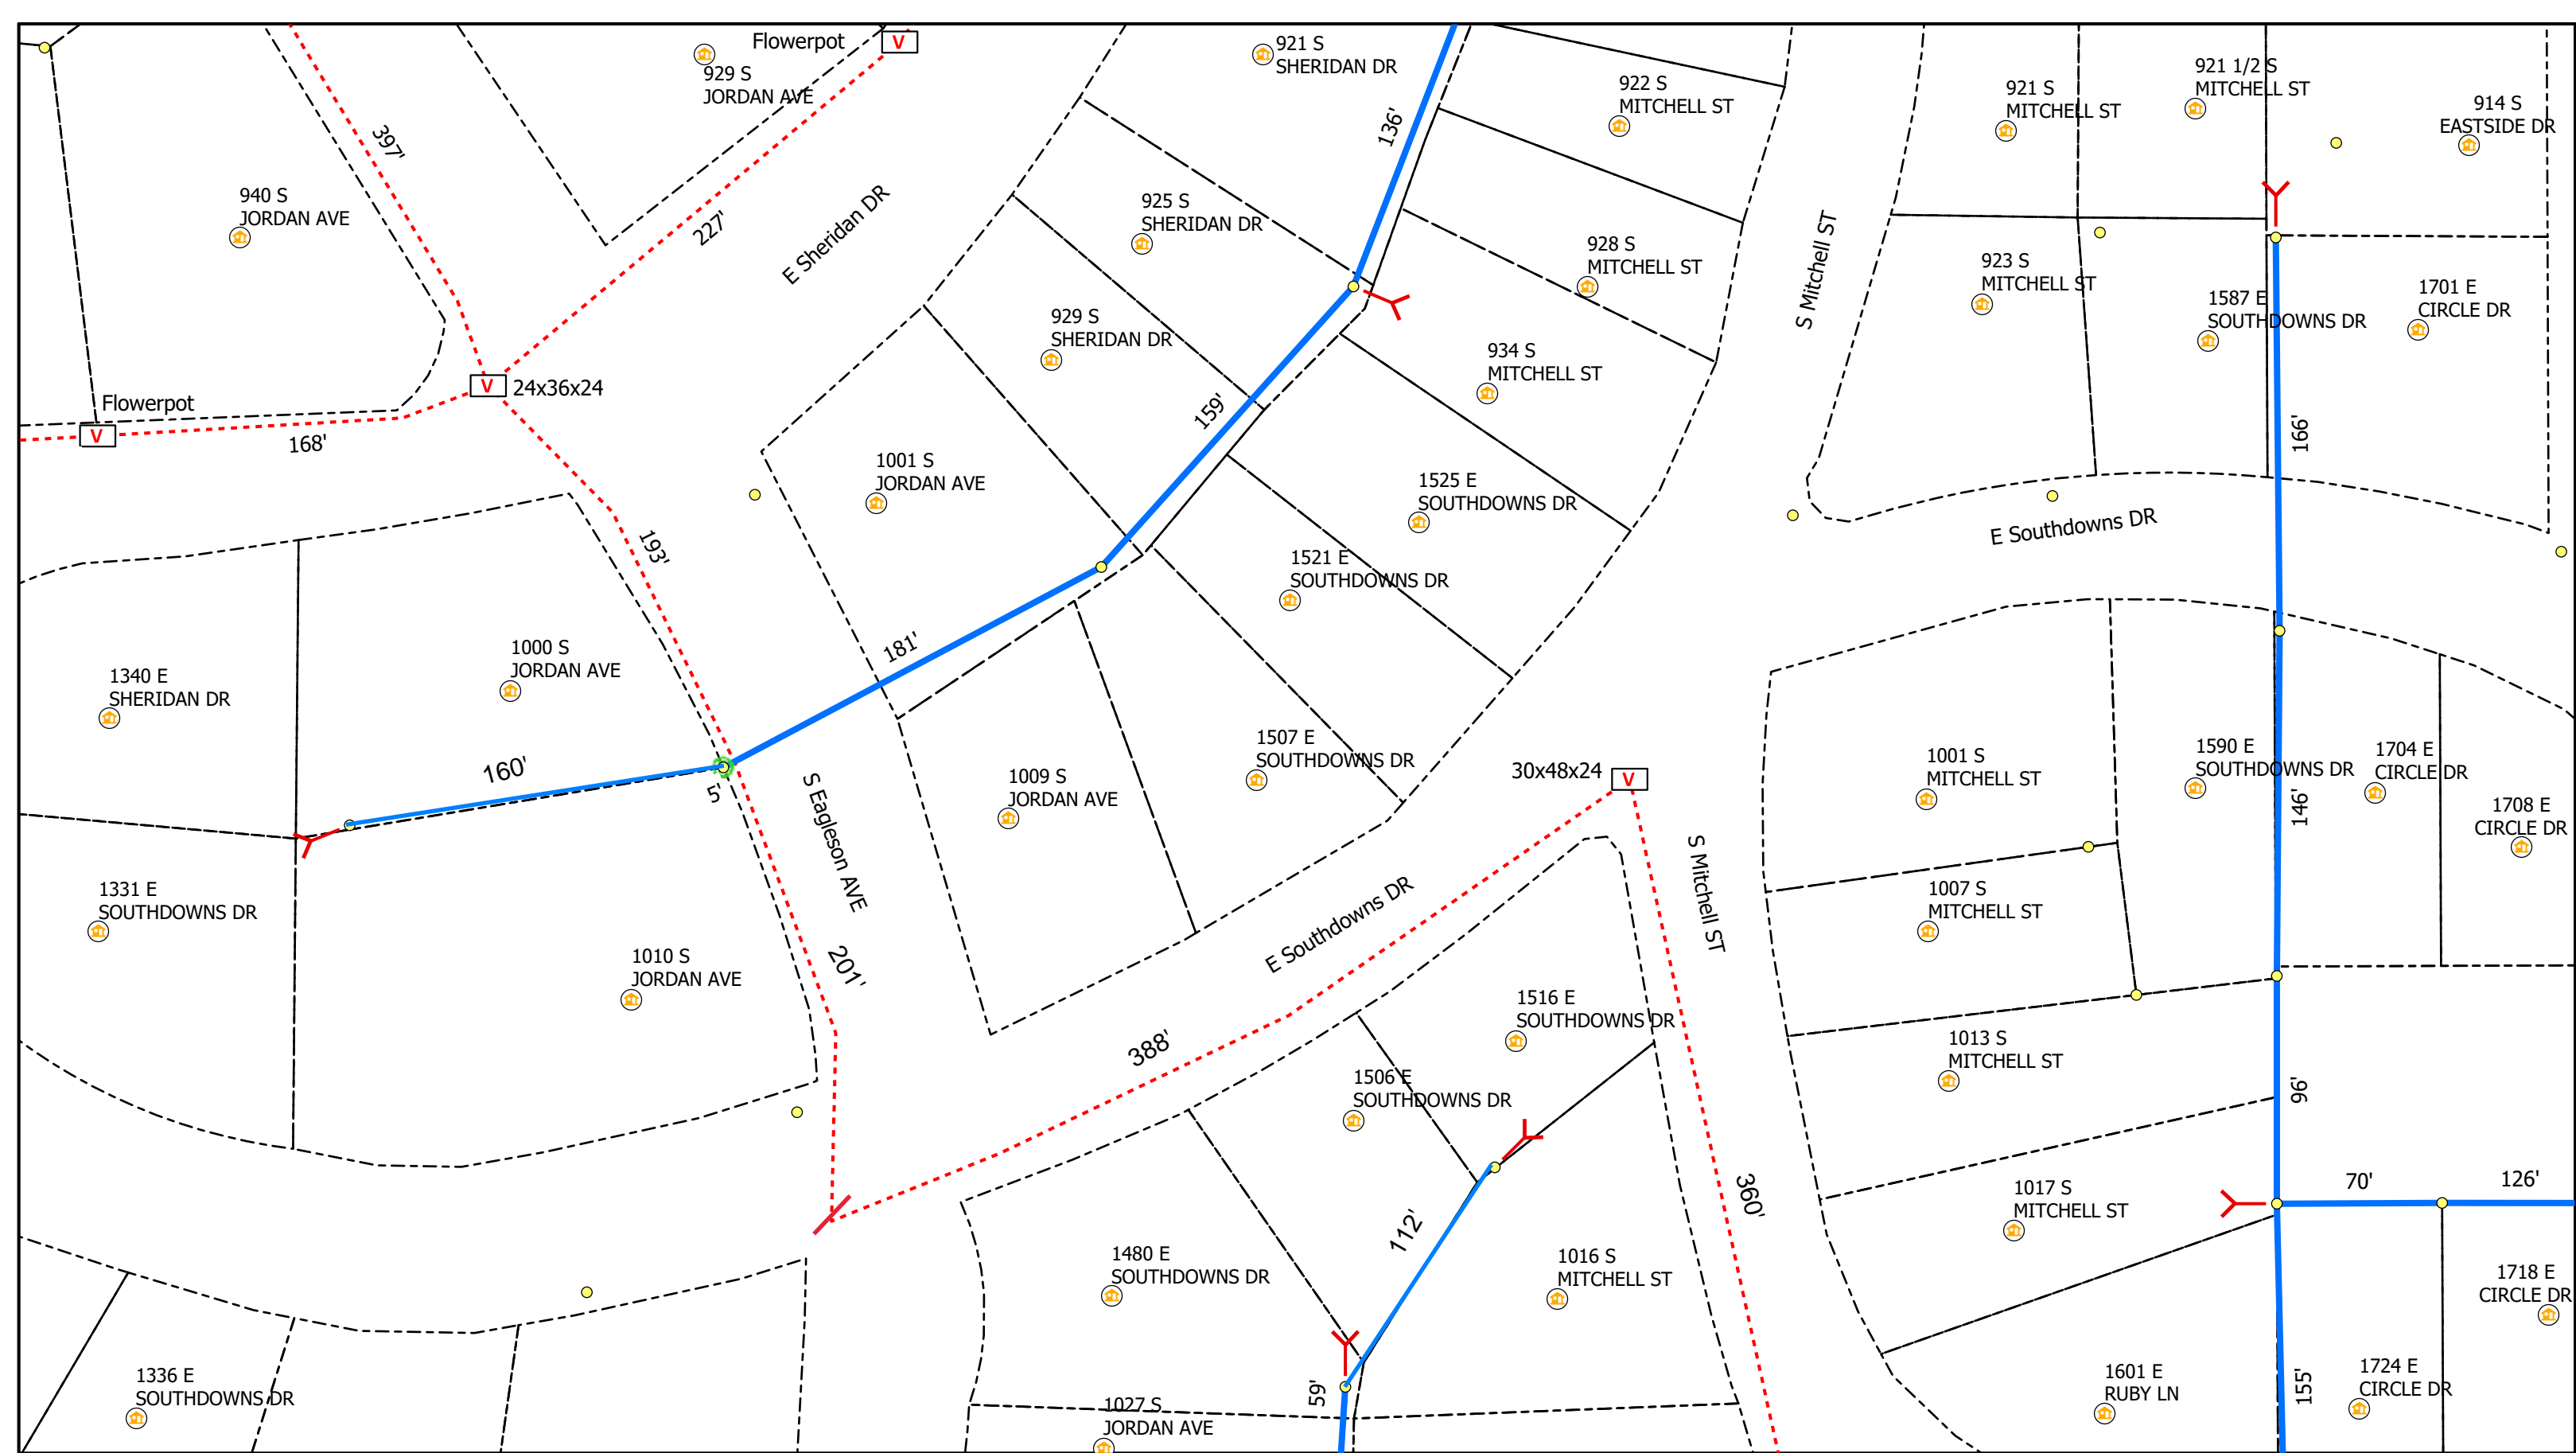 Flowerpot
V
929 S
JORDAN AVE
921 S
SHERIDAN DR
922 S
MITCHELL ST
921 S
MITCHELL ST
921 1/2 S
MITCHELL ST
914 S
EASTSIDE DR
397'
136'
940 S
JORDAN AVE
227'
E Sheridan DR
925 S
SHERIDAN DR
928 S
MITCHELL ST
S Mitchell ST
923 S
MITCHELL ST
1587 E
SOUTHDOWNS DR
1701 E
CIRCLE DR
929 S
SHERIDAN DR
934 S
MITCHELL ST
V
24x36x24
Flowerpot
V
168'
159'
166'
1001 S
JORDAN AVE
1525 E
SOUTHDOWNS DR
E Southdowns DR
193'
1521 E
SOUTHDOWNS DR
1000 S
JORDAN AVE
1340 E
SHERIDAN DR
181'
1507 E
SOUTHDOWNS DR
160'
5'
S Eagleson AVE
1009 S
JORDAN AVE
30x48x24
V
1001 S
MITCHELL ST
1590 E
SOUTHDOWNS DR
1704 E
CIRCLE DR
146'
1708 E
CIRCLE DR
1331 E
SOUTHDOWNS DR
S Mitchell ST
1007 S
MITCHELL ST
E Southdowns DR
1010 S
JORDAN AVE
201'
388'
1516 E
SOUTHDOWNS DR
1013 S
MITCHELL ST
1506 E
SOUTHDOWNS DR
96'
360'
1017 S
MITCHELL ST
70'
126'
112'
1480 E
SOUTHDOWNS DR
1016 S
MITCHELL ST
1718 E
CIRCLE DR
1336 E
SOUTHDOWNS DR
59'
1601 E
RUBY LN
155'
1724 E
CIRCLE DR
1027 S
JORDAN AVE